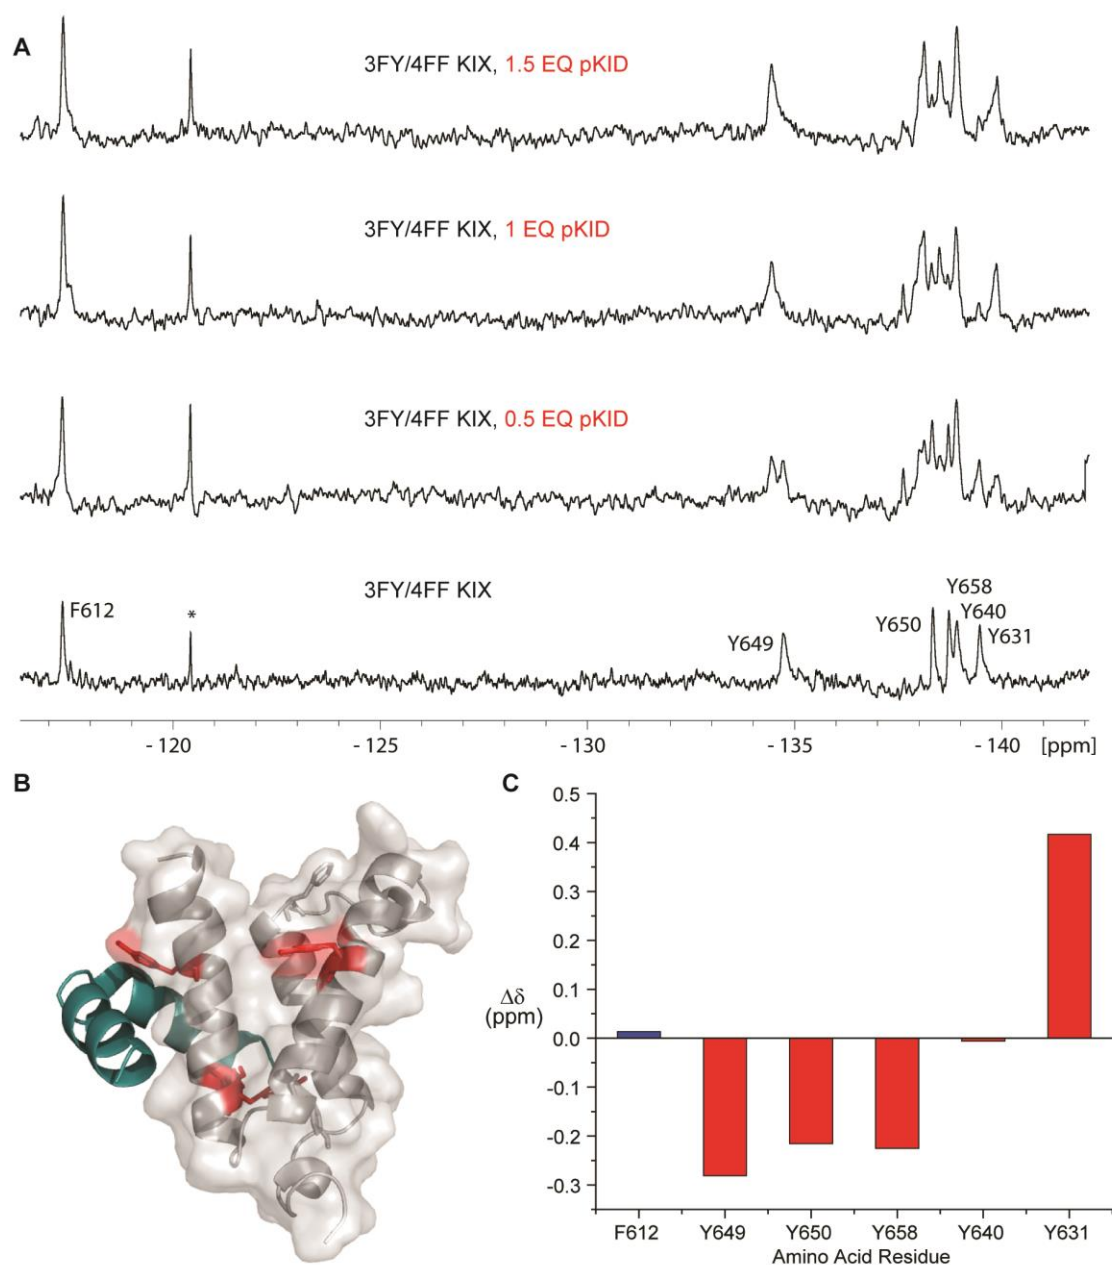 A
3FY/4FF KIX, 1.5 EQ pKID
3FY/4FF KIX, 1 EQ pKID
3FY/4FF KIX, 0.5 EQ pKID
3FY/4FF KIX
F612
*
Y649
Y650
Y658
Y640
Y631
- 120
- 125
- 130
- 135
- 140
[ppm]
B
C
0.5
0.4
0.3
0.2
0.1
0.0
-0.1
-0.2
-0.3
Δδ
(ppm)
F612 Y649 Y650 Y658 Y640 Y631
Amino Acid Residue